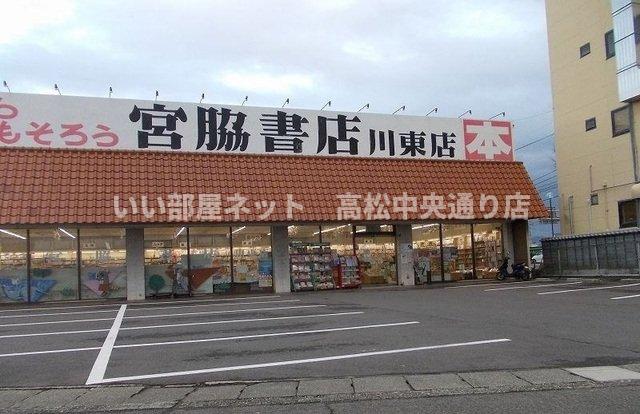 もそろう
宮脇書店 川東店 本
いい部屋ネット 高松中央通り店